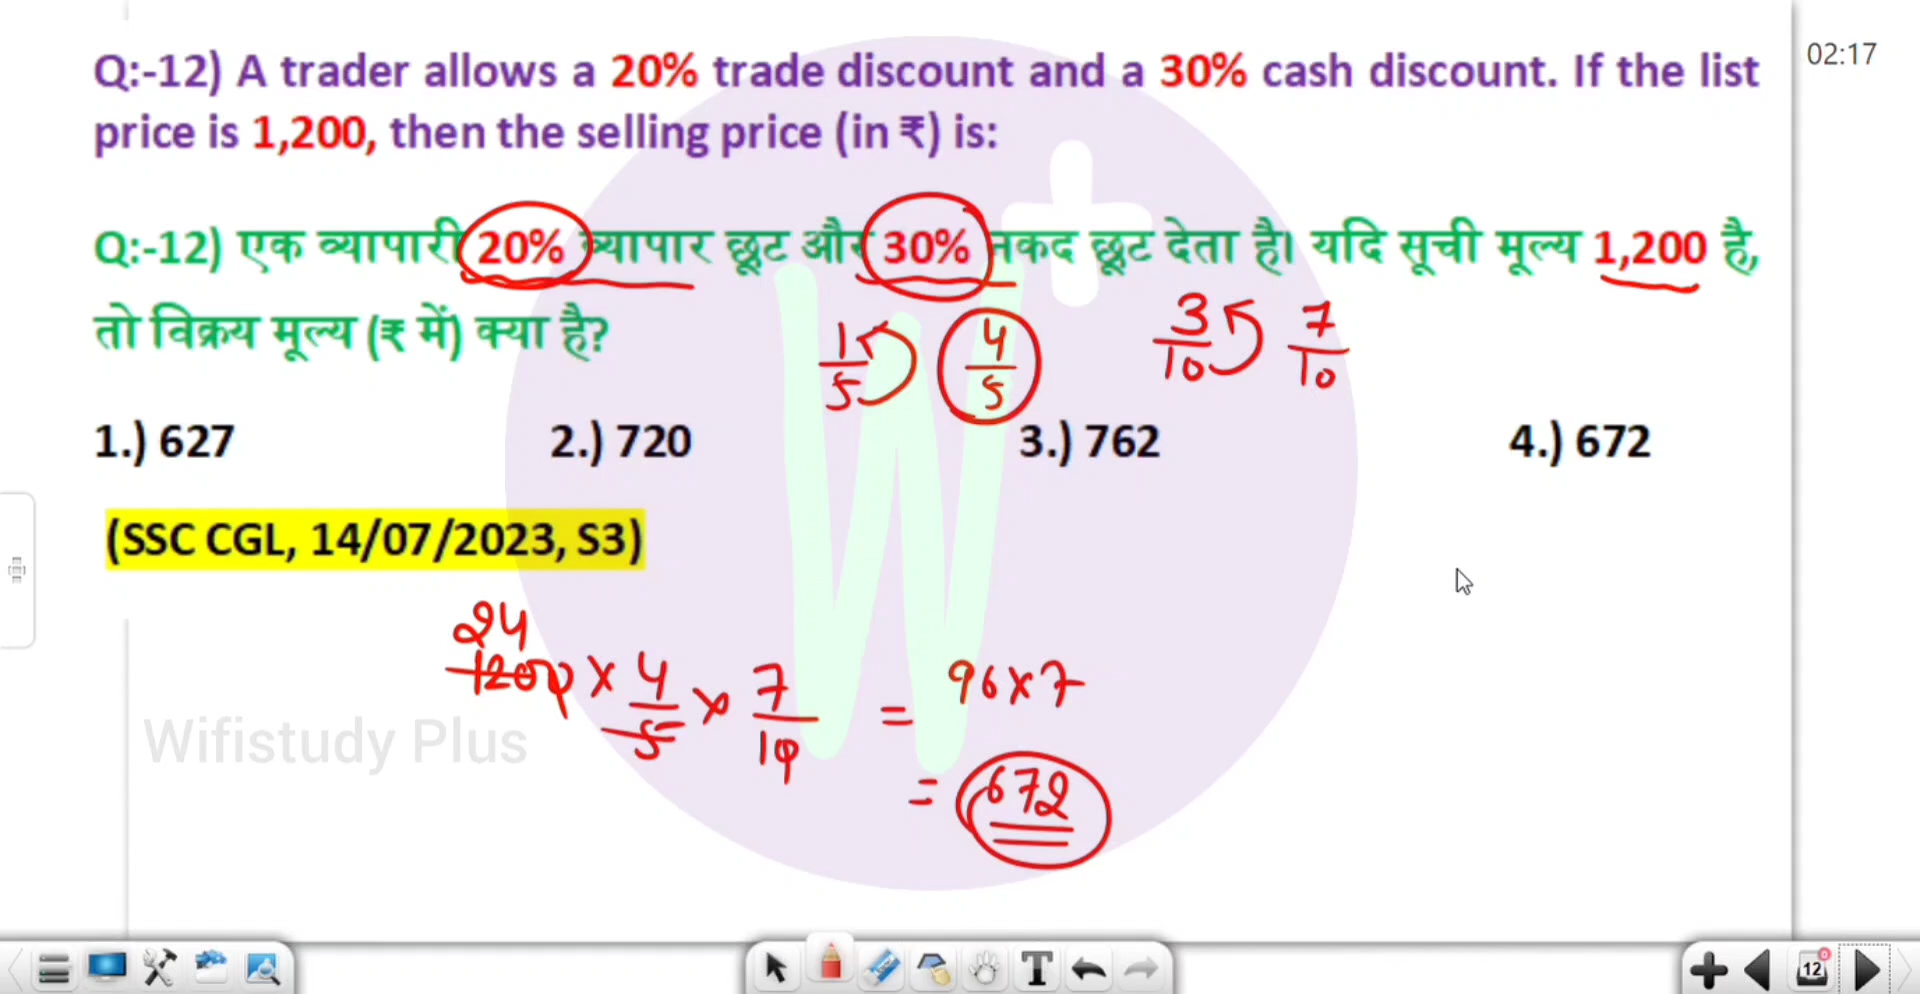 Q:-12) A trader allows a 20% trade discount and a 30% cash discount. If the list
price is 1,200, then the selling price (in ₹) is:
02:17
Q:-12) एक व्यापारी 20% व्यापार छूट और 30% नकद छूट देता है। यदि सूची मूल्य 1,200 है,
तो विक्रय मूल्य (₹ में) क्या है?
1/5 4/5 3/10 7/10
1.) 627 2.) 720 3.) 762 4.) 672
(SSC CGL, 14/07/2023, S3)
24
1200 × 4/5 × 7/10 = 96×7
= 672
Wifistudy Plus
T
12
0